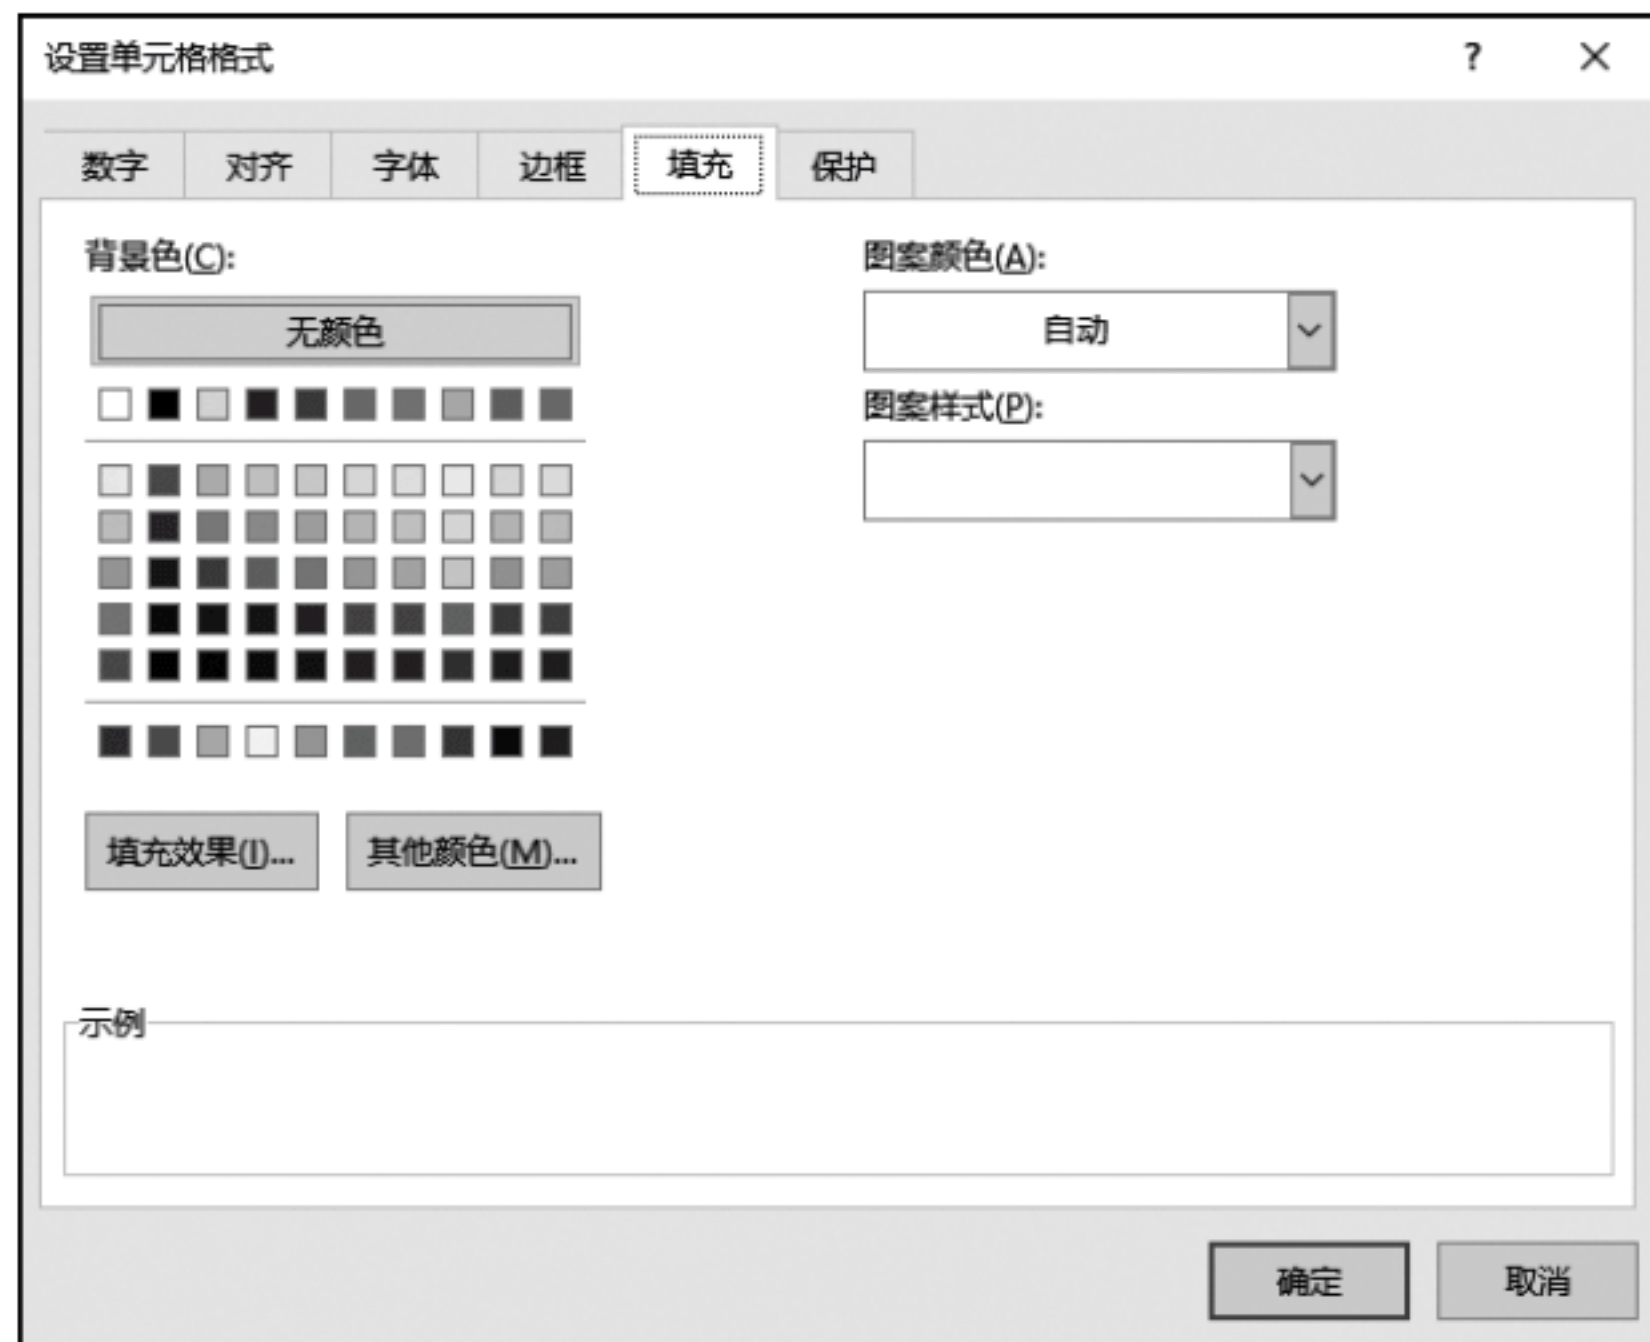 设置单元格格式 ?
数字 对齐 字体 边框 填充 保护
背景色(C):
无颜色
图案颜色(A):
自动
图案样式(P):
填充效果(I)... 其他颜色(M)...
示例
确定 取消